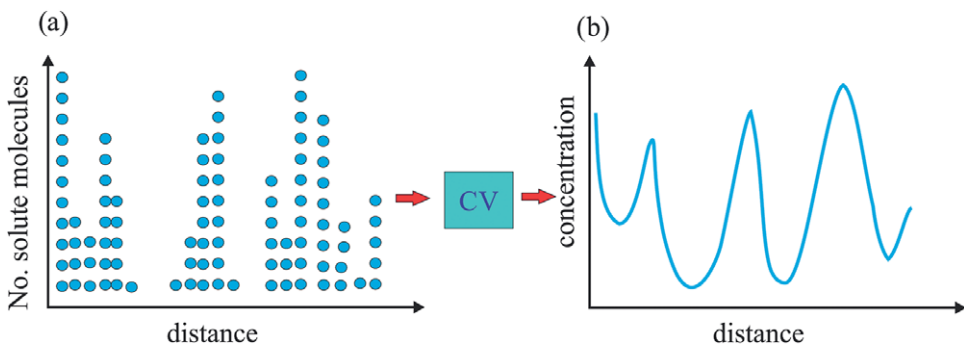 (a)
No. solute molecules
distance
CV
(b)
concentration
distance